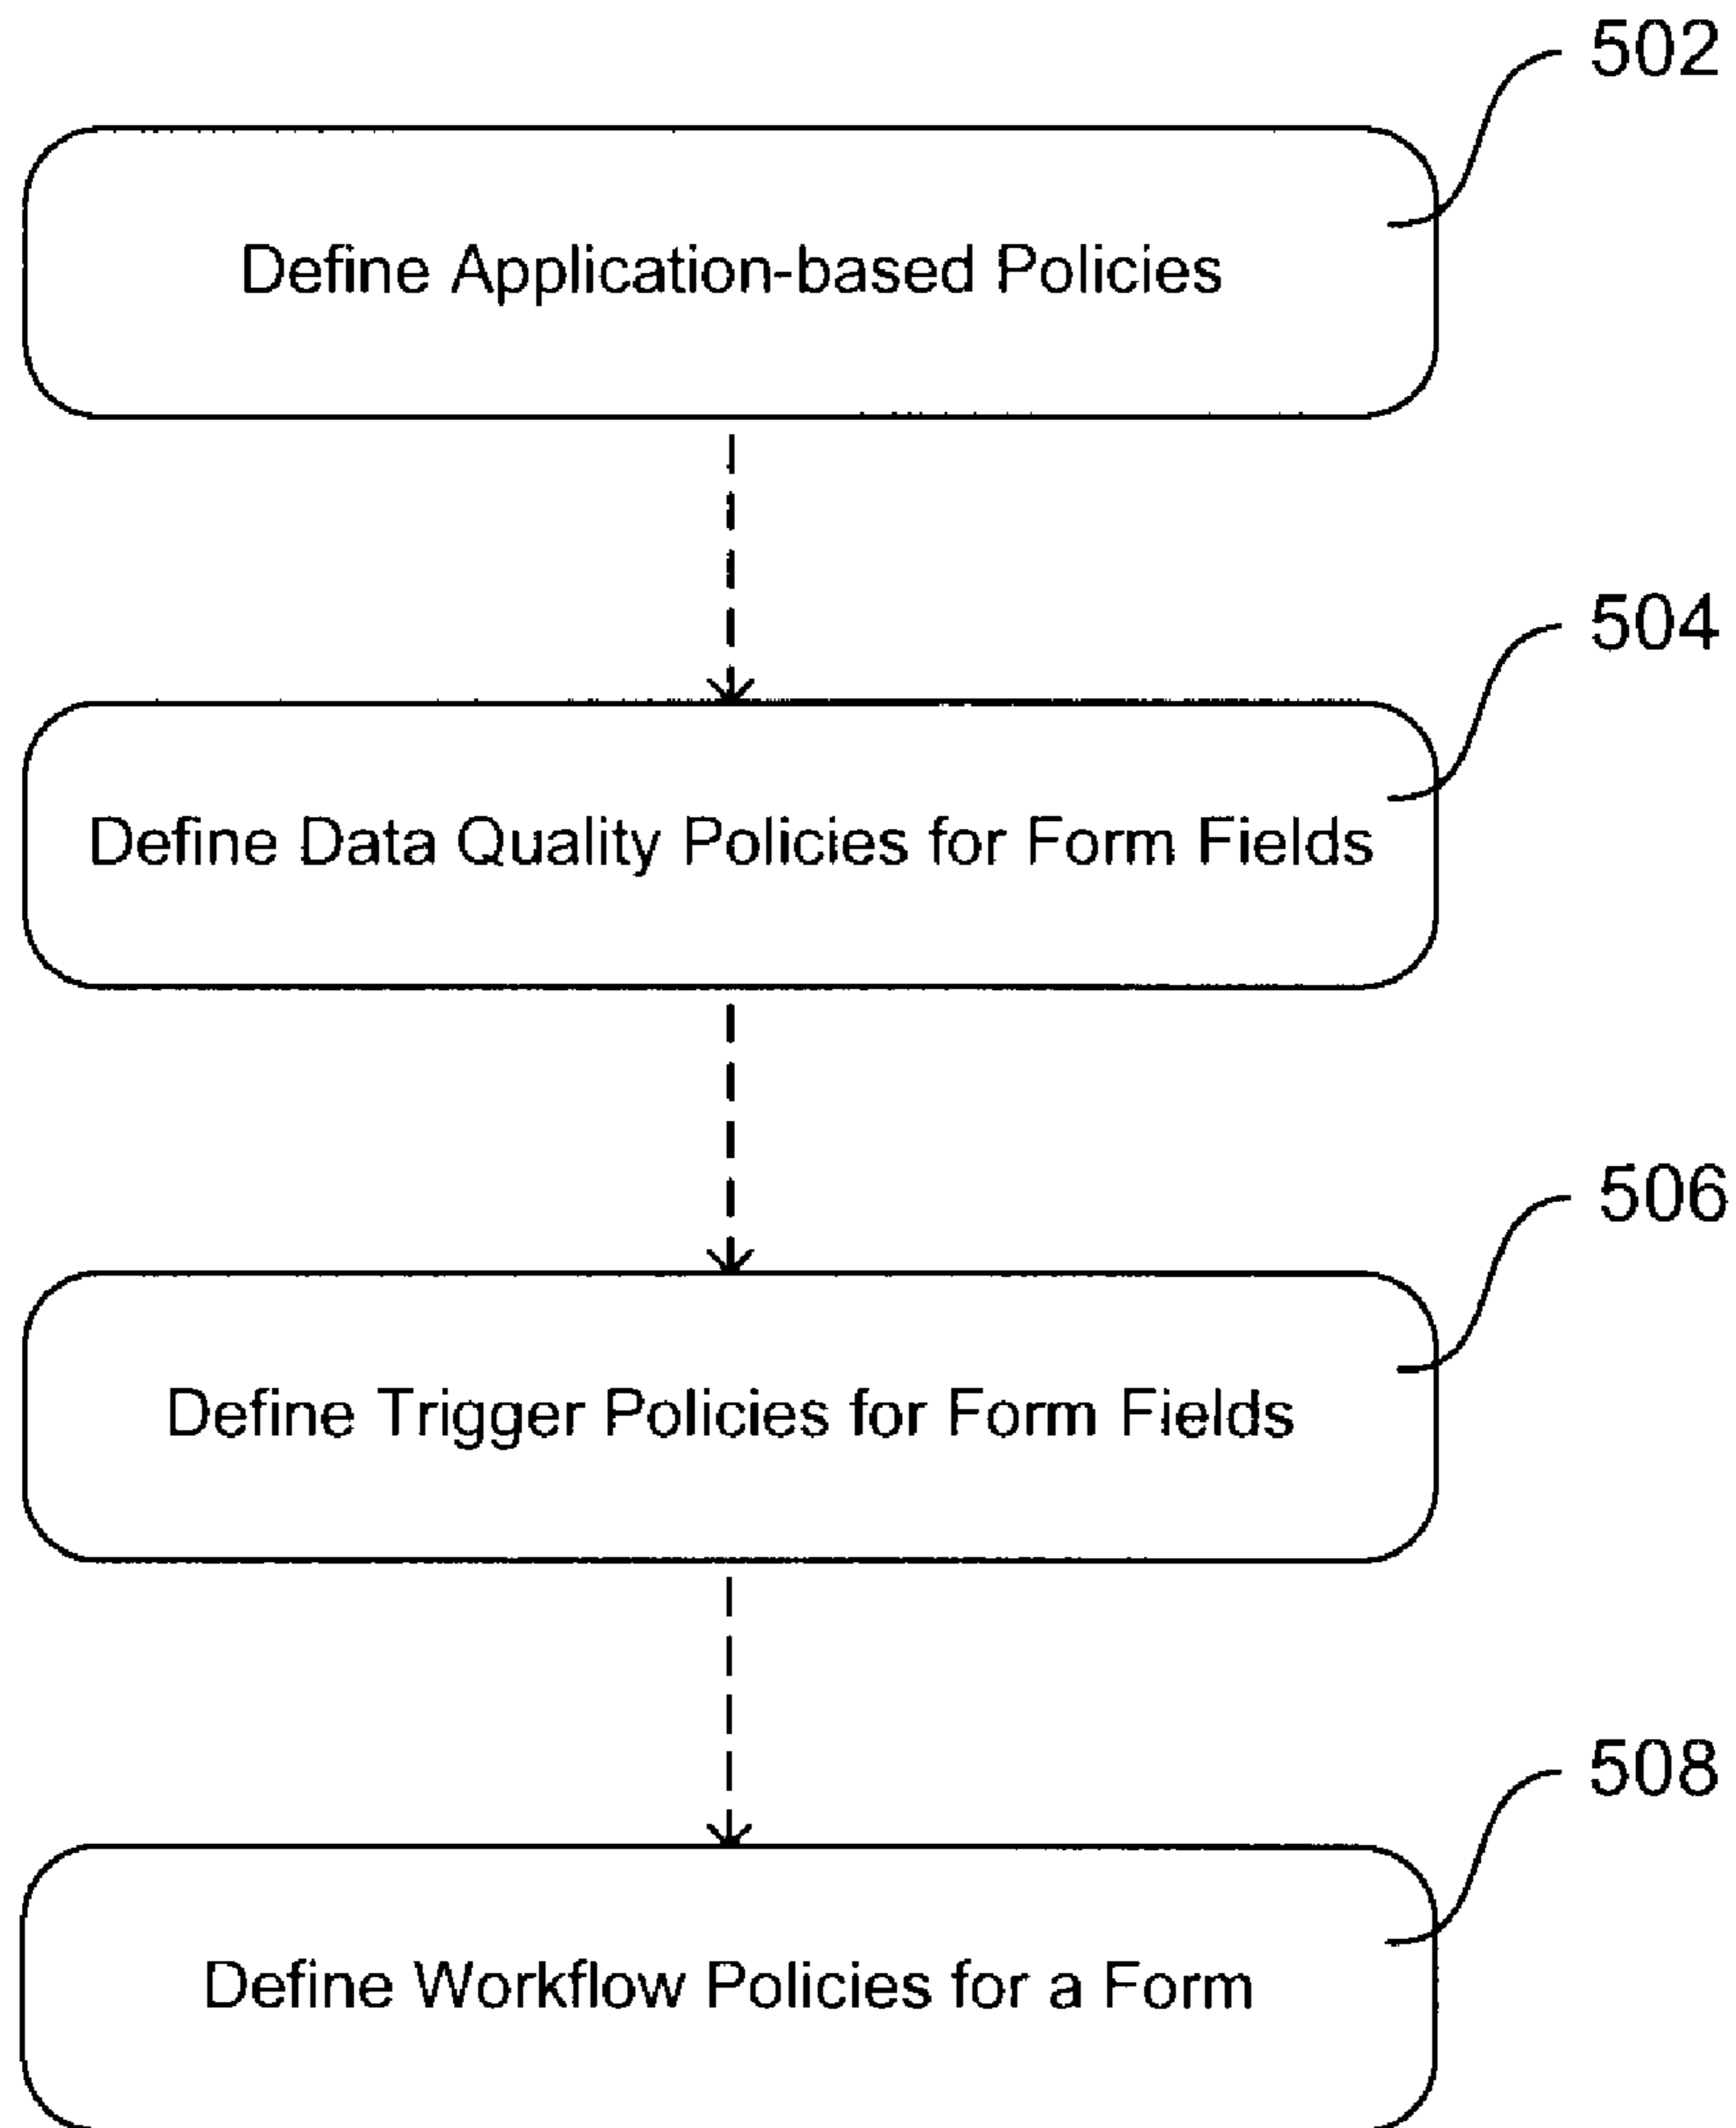 502
Define Application-based Policies
504
Define Data Quality Policies for Form Fields
506
Define Trigger Policies for Form Fields
508
Define Workflow Policies for a Form